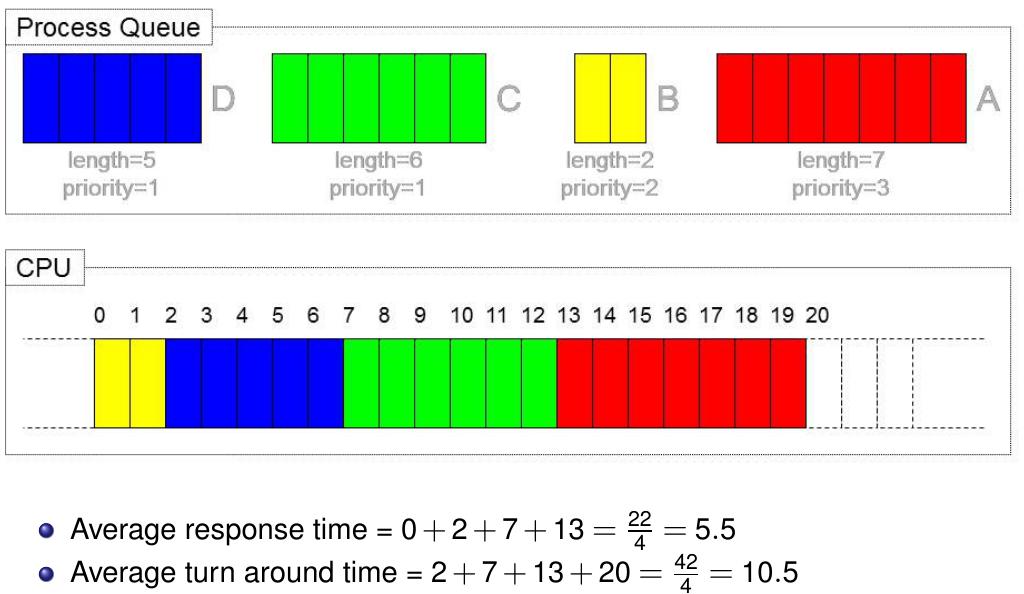 Process Queue
D C B A
length=5 length=6 length=2 length=7
priority=1 priority=1 priority=2 priority=3
CPU
0 1 2 3 4 5 6 7 8 9 10 11 12 13 14 15 16 17 18 19 20
Average response time = 0 + 2 + 7 + 13 = 22/4 = 5.5
Average turn around time = 2 + 7 + 13 + 20 = 42/4 = 10.5